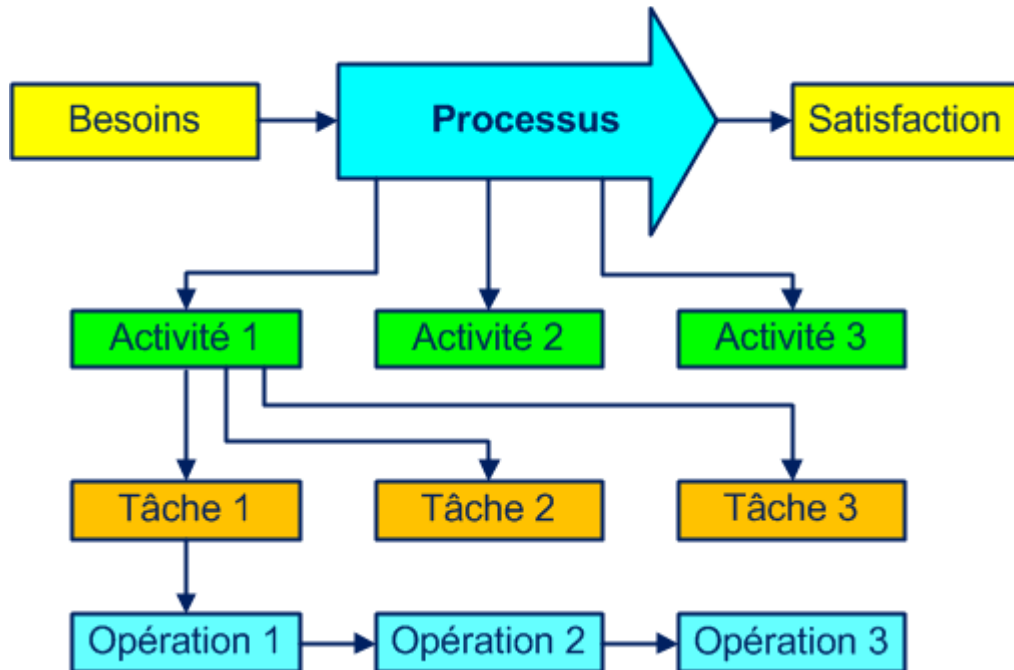 Besoins
Processus
Satisfaction
Activité 1
Activité 2
Activité 3
Tâche 1
Tâche 2
Tâche 3
Opération 1
Opération 2
Opération 3